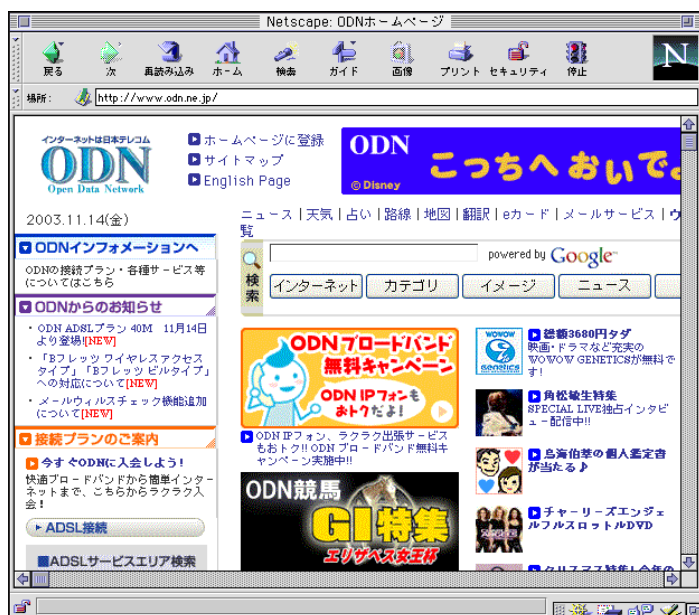 Netscape: ODNホームページ
戻る 次 再読み込み ホーム 検索 ガイド 画像 プリント セキュリティ 停止
N
場所: http://www.odn.ne.jp/
インターネットは日本テレコム
ODN
Open Data Network
ホームページに登録
サイトマップ
English Page
ODN
こっちへおいで。
© Disney
2003.11.14(金)
ニュース | 天気 | 占い | 路線 | 地図 | 翻訳 | eカード | メールサービス | ウ
覧
検索
powered by Google
インターネット カテゴリ イメージ ニュース
ODNインフォメーションへ
ODNの接続プラン・各種サービス等
についてはこちら
ODNからのお知らせ
・ODN ADSLプラン 40M 11月14日
より登場![NEW]
・「Bフレッツ ワイヤレスアクセス
タイプ」「Bフレッツ ビルタイプ」
への対応について[NEW]
・メールウィルスチェック機能追加
について[NEW]
接続プランのご案内
今すぐODNに入会しよう!
快適ブロードバンドから簡単インター
ネットまで、こちらからラクラク入
会!
ADSL接続
■ADSLサービスエリア検索
ODNブロードバンド
無料キャンペーン
ODN IPフォンも
おトクだよ!
ODN IPフォン、ラクラク出張サービス
もおトク!! ODN ブロードバンド無料キ
ャンペーン実施中!!
ODN競馬
GI特集
エリザベス女王杯
WOWOW
Genetics
総額3680円タダ
映画・ドラマなど充実の
WOWOW GENETICSが無料で
す!
角松敏生特集
SPECIAL LIVE独占インタビ
ュー配信中!!
鳥海伯萃の個人鑑定書
が当たる♪
チャーリーズエンジェ
ルフルスロットルDVD
クリスマス特集!今年の